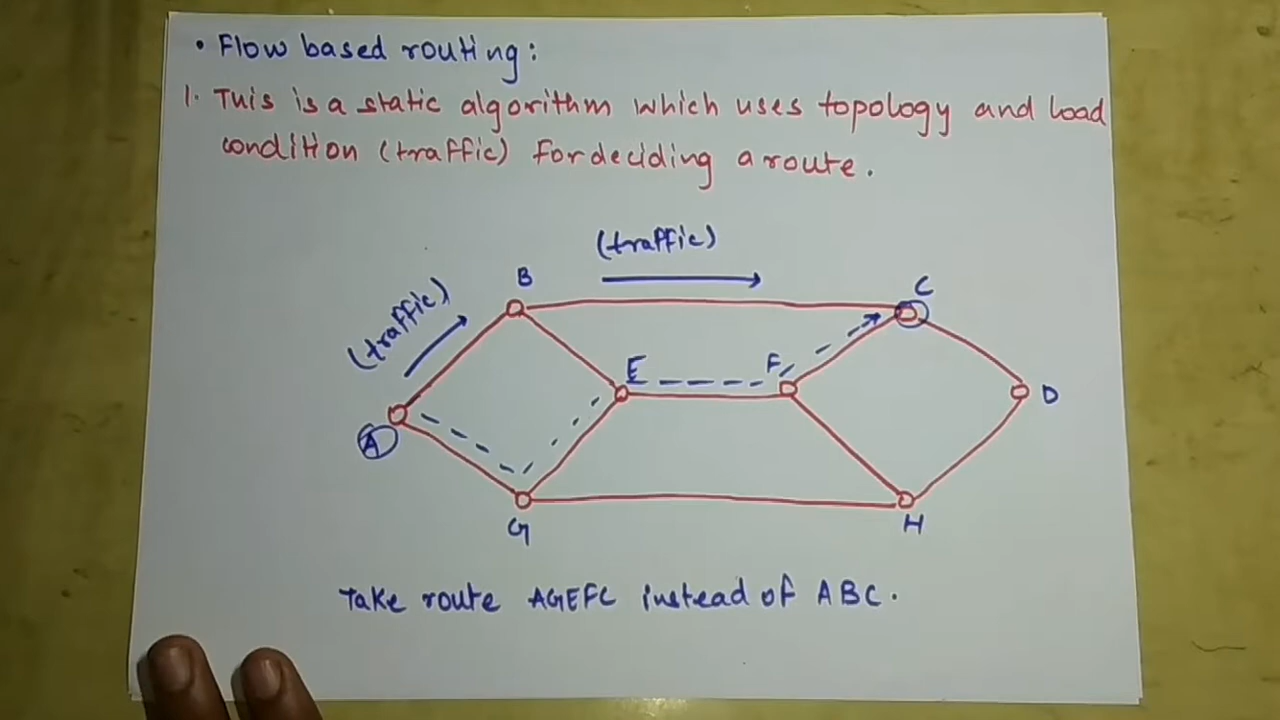 • Flow based routing:
1. This is a static algorithm which uses topology and load
condition (traffic) For deciding a route.
(traffic)
B
C
(traffic)
E
F
D
A
G
H
Take route AGEFC instead of ABC.